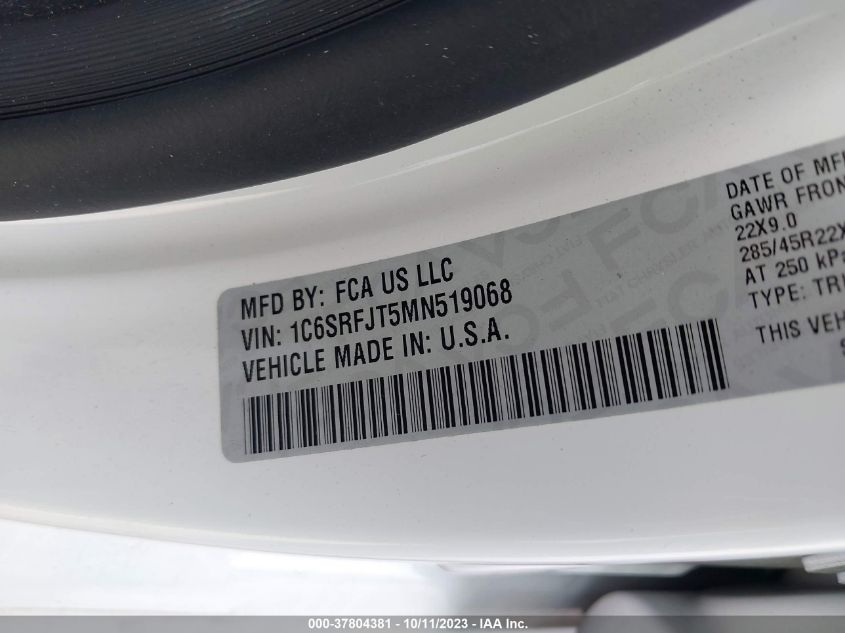 MFD BY: FCA US LLC
VIN: 1C6SRFJT5MN519068
VEHICLE MADE IN: U.S.A.
DATE OF MF
GAWR FRON
22X9.0
285/45R22X
AT 250 kPa
TYPE: TR
THIS VEH
000-37804381 - 10/11/2023 - IAA Inc.